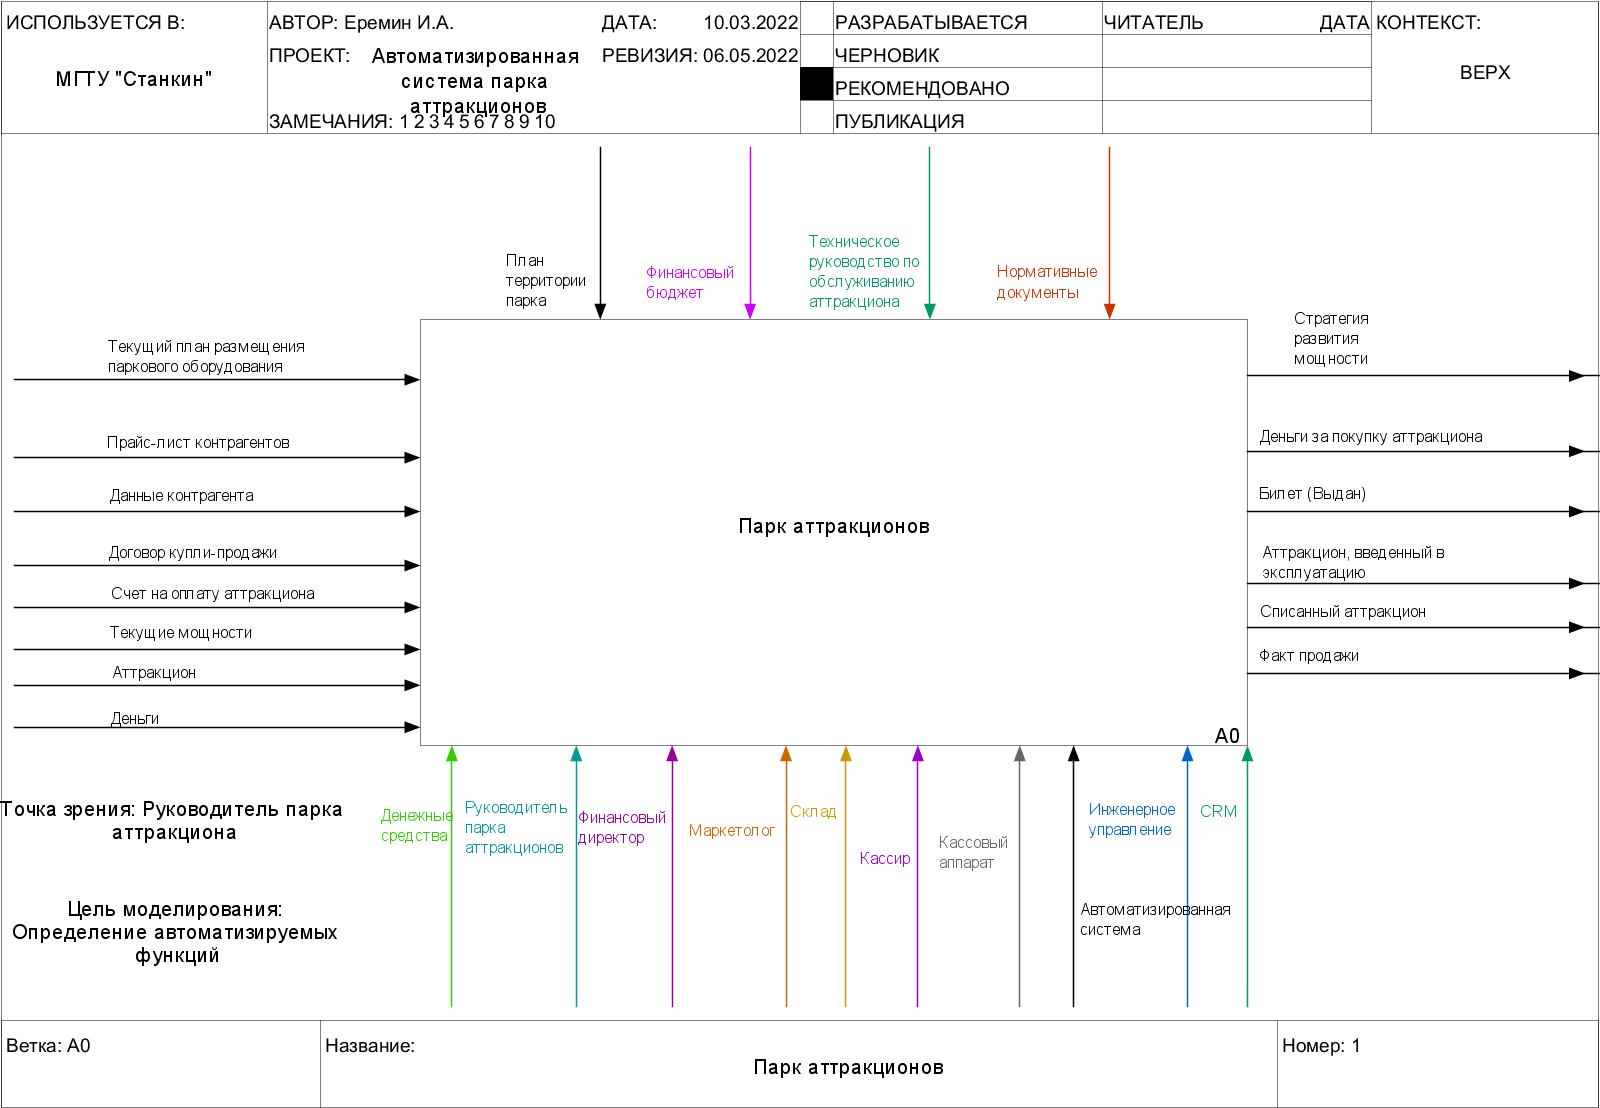 ИСПОЛЬЗУЕТСЯ В:
МГТУ "Станкин"
АВТОР: Еремин И.А.
ДАТА: 10.03.2022
ПРОЕКТ: Автоматизированная
система парка
аттракционов
РЕВИЗИЯ: 06.05.2022
ЗАМЕЧАНИЯ: 1 2 3 4 5 6 7 8 9 10
РАЗРАБАТЫВАЕТСЯ
ЧЕРНОВИК
РЕКОМЕНДОВАНО
ПУБЛИКАЦИЯ
ЧИТАТЕЛЬ
ДАТА
КОНТЕКСТ:
ВЕРХ
План
территории
парка
Финансовый
бюджет
Техническое
руководство по
обслуживанию
аттракциона
Нормативные
документы
Текущий план размещения
паркового оборудования
Прайс-лист контрагентов
Данные контрагента
Договор купли-продажи
Счет на оплату аттракциона
Текущие мощности
Аттракцион
Деньги
Парк аттракционов
A0
Стратегия
развития
мощности
Деньги за покупку аттракциона
Билет (Выдан)
Аттракцион, введенный в
эксплуатацию
Списанный аттракцион
Факт продажи
Точка зрения: Руководитель парка
аттракциона
Цель моделирования:
Определение автоматизируемых
функций
Денежные
средства
Руководитель
парка
аттракционов
Финансовый
директор
Маркетолог
Склад
Кассир
Кассовый
аппарат
Автоматизированная
система
Инженерное
управление
CRM
Ветка: A0
Название:
Парк аттракционов
Номер: 1